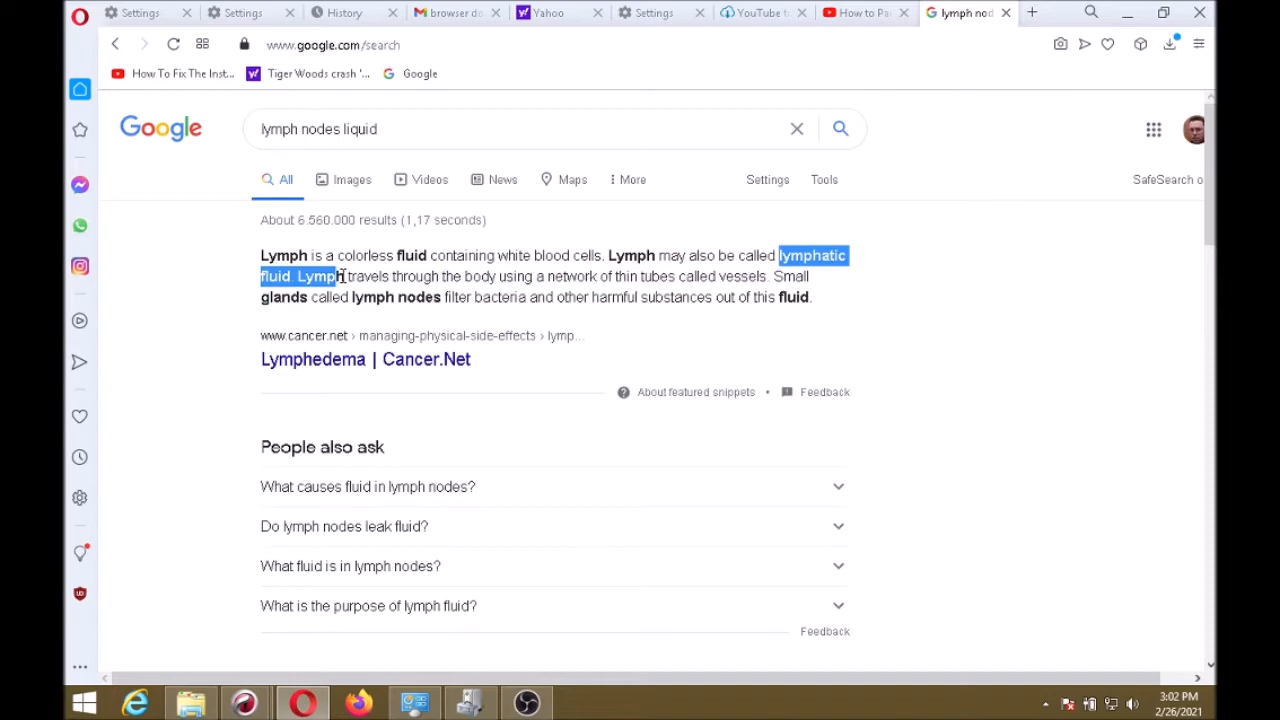 Settings
Settings
History
browser do
Yahoo
Settings
YouTube t
How to Pa
lymph nod
www.google.com/search
How To Fix The Inst...
Tiger Woods crash '...
Google
Google
lymph nodes liquid
All
Images
Videos
News
Maps
More
Settings
Tools
SafeSearch o
About 6.560.000 results (1,17 seconds)
Lymph is a colorless fluid containing white blood cells. Lymph may also be called lymphatic
fluid. Lymph travels through the body using a network of thin tubes called vessels. Small
glands called lymph nodes filter bacteria and other harmful substances out of this fluid.
www.cancer.net › managing-physical-side-effects › lymp...
Lymphedema | Cancer.Net
About featured snippets • Feedback
People also ask
What causes fluid in lymph nodes?
Do lymph nodes leak fluid?
What fluid is in lymph nodes?
What is the purpose of lymph fluid?
Feedback
3:02 PM
2/26/2021